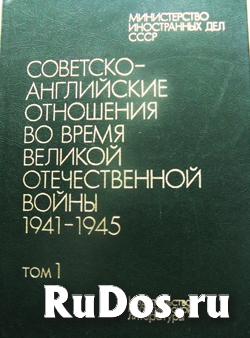 МИНИСТЕРСТВО
ИНОСТРАННЫХ ДЕЛ
СССР
СОВЕТСКО-
АНГЛИЙСКИЕ
ОТНОШЕНИЯ
ВО ВРЕМЯ
ВЕЛИКОЙ
ОТЕЧЕСТВЕННОЙ
ВОЙНЫ
1941-1945
ТОМ 1
RuDos.ru